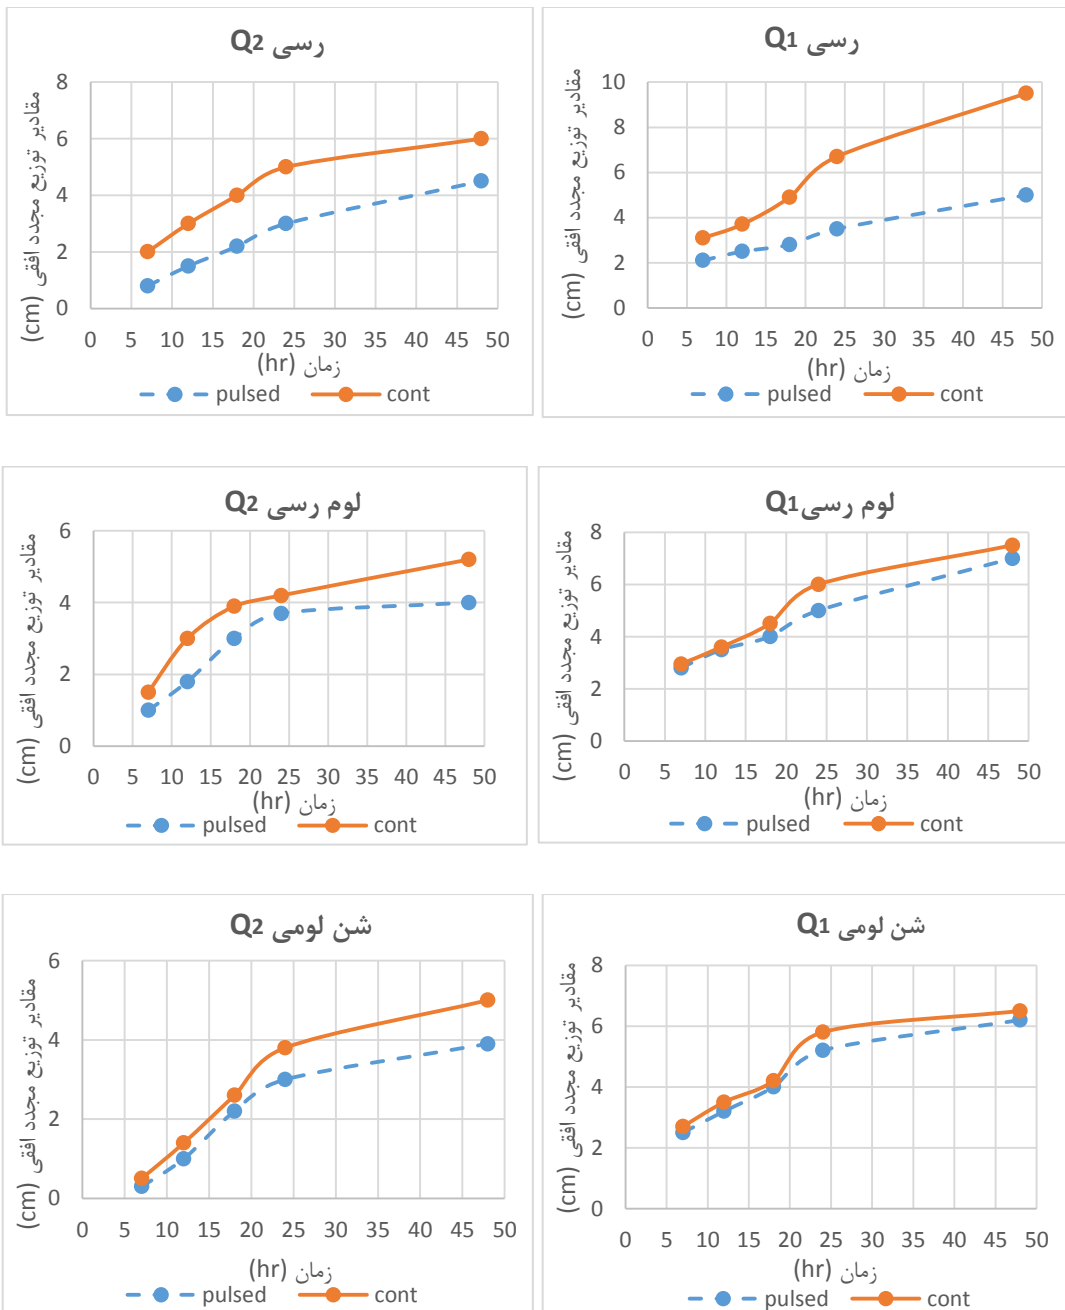 رسی Q1
مقادیر توزیع مجدد افقی (cm)
10
8
6
4
2
0
0 5 10 15 20 25 30 35 40 45 50
زمان (hr)
pulsed cont
رسی Q2
مقادیر توزیع مجدد افقی (cm)
8
6
4
2
0
0 5 10 15 20 25 30 35 40 45 50
زمان (hr)
pulsed cont
لوم رسی Q1
مقادیر توزیع مجدد افقی (cm)
8
6
4
2
0
0 5 10 15 20 25 30 35 40 45 50
زمان (hr)
pulsed cont
لوم رسی Q2
مقادیر توزیع مجدد افقی (cm)
6
4
2
0
0 5 10 15 20 25 30 35 40 45 50
زمان (hr)
pulsed cont
شن لومی Q1
مقادیر توزیع مجدد افقی (cm)
8
6
4
2
0
0 5 10 15 20 25 30 35 40 45 50
زمان (hr)
pulsed cont
شن لومی Q2
مقادیر توزیع مجدد افقی (cm)
6
4
2
0
0 5 10 15 20 25 30 35 40 45 50
زمان (hr)
pulsed cont